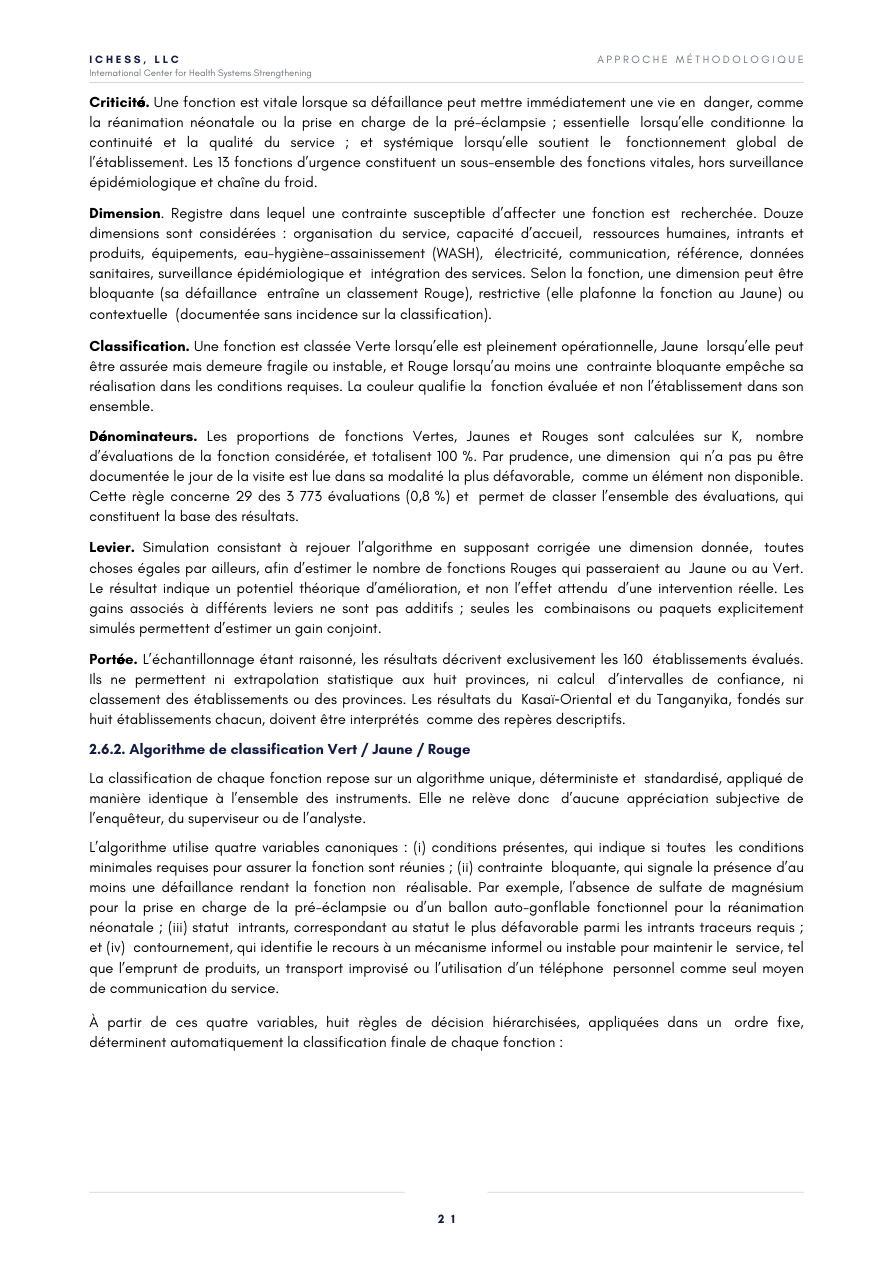 ICHESS, LLC
APPROCHE MÉTHODOLOGIQUE
International Center for Health Systems Strengthening
Criticité. Une fonction est vitale lorsque sa défaillance peut mettre immédiatement une vie en danger, comme
la réanimation néonatale ou la prise en charge de la pré-éclampsie ; essentielle lorsqu’elle conditionne la
continuité et la qualité du service ; et systémique lorsqu’elle soutient le fonctionnement global de
l’établissement. Les 13 fonctions d’urgence constituent un sous-ensemble des fonctions vitales, hors surveillance
épidémiologique et chaîne du froid.
Dimension. Registre dans lequel une contrainte susceptible d’affecter une fonction est recherchée. Douze
dimensions sont considérées : organisation du service, capacité d’accueil, ressources humaines, intrants et
produits, équipements, eau-hygiène-assainissement (WASH), électricité, communication, référence, données
sanitaires, surveillance épidémiologique et intégration des services. Selon la fonction, une dimension peut être
bloquante (sa défaillance entraîne un classement Rouge), restrictive (elle plafonne la fonction au Jaune) ou
contextuelle (documentée sans incidence sur la classification).
Classification. Une fonction est classée Verte lorsqu’elle est pleinement opérationnelle, Jaune lorsqu’elle peut
être assurée mais demeure fragile ou instable, et Rouge lorsqu’au moins une contrainte bloquante empêche sa
réalisation dans les conditions requises. La couleur qualifie la fonction évaluée et non l’établissement dans son
ensemble.
Dénominateurs. Les proportions de fonctions Vertes, Jaunes et Rouges sont calculées sur K, nombre
d’évaluations de la fonction considérée, et totalisent 100 %. Par prudence, une dimension qui n’a pas pu être
documentée le jour de la visite est lue dans sa modalité la plus défavorable, comme un élément non disponible.
Cette règle concerne 29 des 3 773 évaluations (0,8 %) et permet de classer l’ensemble des évaluations, qui
constituent la base des résultats.
Levier. Simulation consistant à rejouer l’algorithme en supposant corrigée une dimension donnée, toutes
choses égales par ailleurs, afin d’estimer le nombre de fonctions Rouges qui passeraient au Jaune ou au Vert.
Le résultat indique un potentiel théorique d’amélioration, et non l’effet attendu d’une intervention réelle. Les
gains associés à différents leviers ne sont pas additifs ; seules les combinaisons ou paquets explicitement
simulés permettent d’estimer un gain conjoint.
Portée. L’échantillonnage étant raisonné, les résultats décrivent exclusivement les 160 établissements évalués.
Ils ne permettent ni extrapolation statistique aux huit provinces, ni calcul d’intervalles de confiance, ni
classement des établissements ou des provinces. Les résultats du Kasaï-Oriental et du Tanganyika, fondés sur
huit établissements chacun, doivent être interprétés comme des repères descriptifs.
2.6.2. Algorithme de classification Vert / Jaune / Rouge
La classification de chaque fonction repose sur un algorithme unique, déterministe et standardisé, appliqué de
manière identique à l’ensemble des instruments. Elle ne relève donc d’aucune appréciation subjective de
l’enquêteur, du superviseur ou de l’analyste.
L’algorithme utilise quatre variables canoniques : (i) conditions présentes, qui indique si toutes les conditions
minimales requises pour assurer la fonction sont réunies ; (ii) contrainte bloquante, qui signale la présence d’au
moins une défaillance rendant la fonction non réalisable. Par exemple, l’absence de sulfate de magnésium
pour la prise en charge de la pré-éclampsie ou d’un ballon auto-gonflable fonctionnel pour la réanimation
néonatale ; (iii) statut intrants, correspondant au statut le plus défavorable parmi les intrants traceurs requis ;
et (iv) contournement, qui identifie le recours à un mécanisme informel ou instable pour maintenir le service, tel
que l’emprunt de produits, un transport improvisé ou l’utilisation d’un téléphone personnel comme seul moyen
de communication du service.
À partir de ces quatre variables, huit règles de décision hiérarchisées, appliquées dans un ordre fixe,
déterminent automatiquement la classification finale de chaque fonction :
21